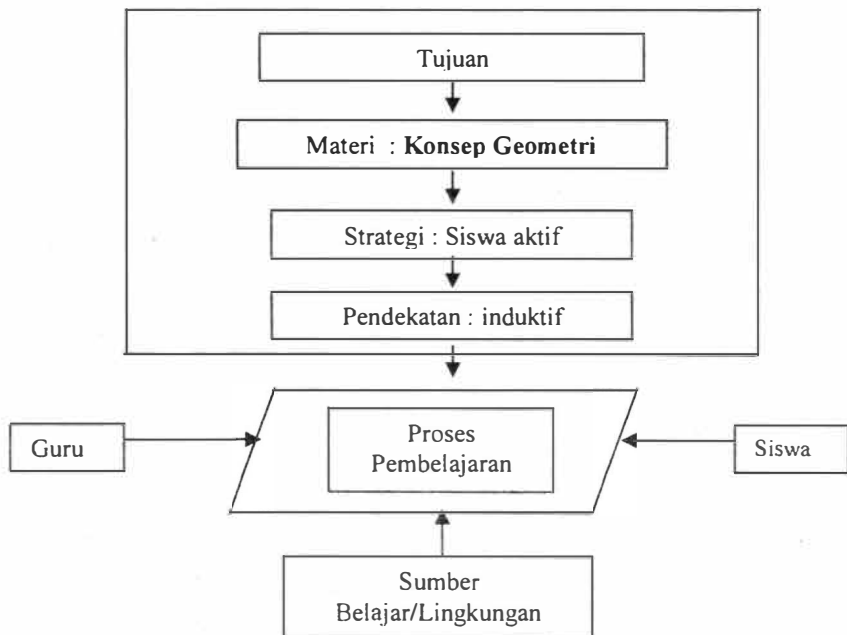 Tujuan
Materi : Konsep Geometri
Strategi : Siswa aktif
Pendekatan : induktif
Guru
Proses
Pembelajaran
Siswa
Sumber
Belajar/Lingkungan